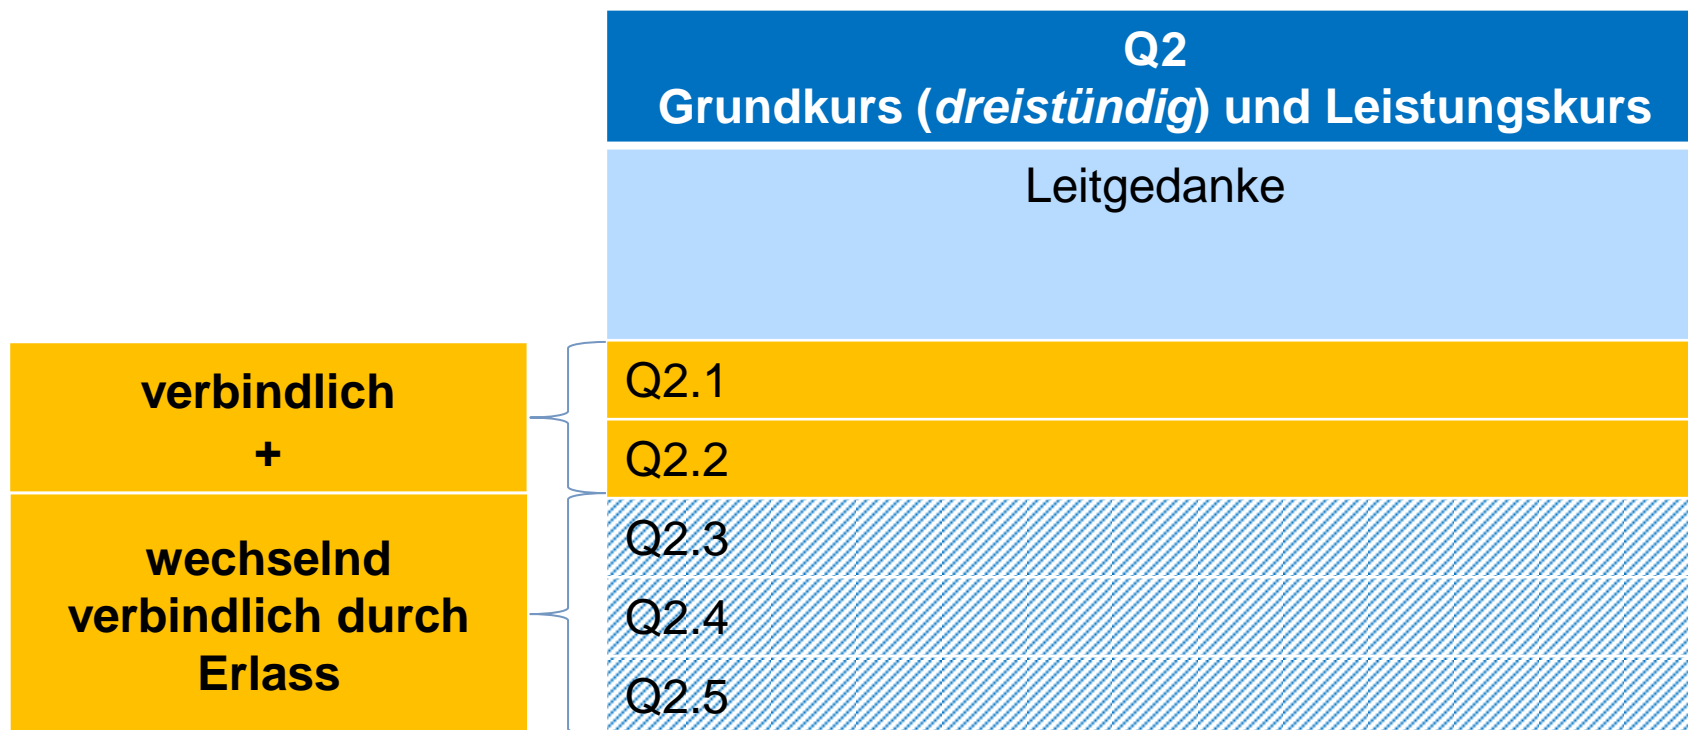 Q2
Grundkurs (dreistündig) und Leistungskurs
Leitgedanke
verbindlich
+
Q2.1
Q2.2
wechselnd
verbindlich durch
Erlass
Q2.3
Q2.4
Q2.5